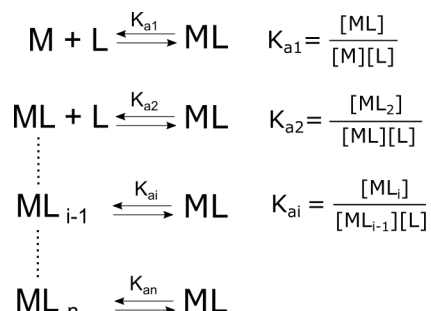 M + L K_a1 ML K_a1 = [ML] / [M][L]
ML + L K_a2 ML K_a2 = [ML_2] / [ML][L]
ML_i-1 K_ai ML K_ai = [ML_i] / [ML_i-1][L]
ML_n K_an ML